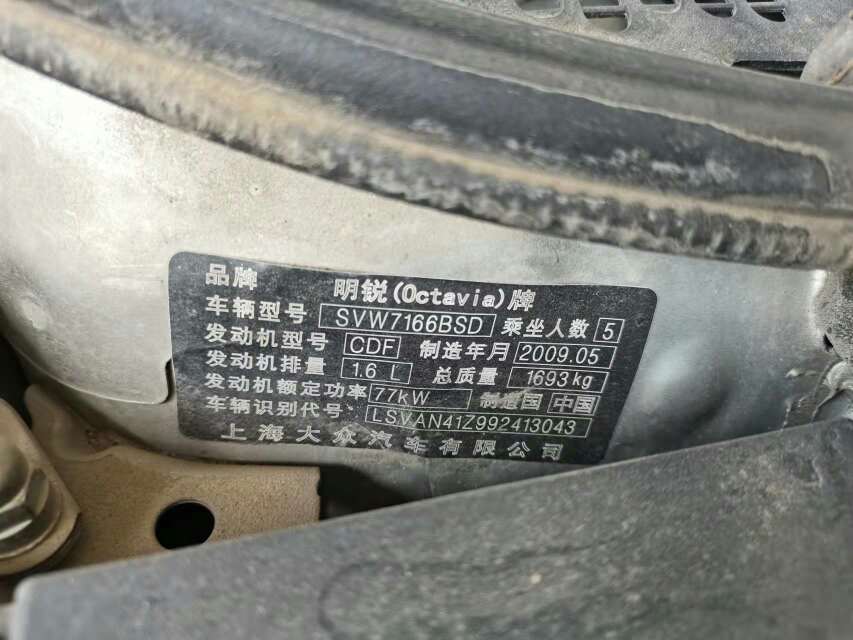 品牌 明锐(Octavia)牌
车辆型号 SVW7166BSD 乘坐人数 5
发动机型号 CDF 制造年月 2009.05
发动机排量 1.6 L 总质量 1693kg
发动机额定功率 77kW 制造国 中国
车辆识别代号 LSVAN41Z992413043
上海大众汽车有限公司